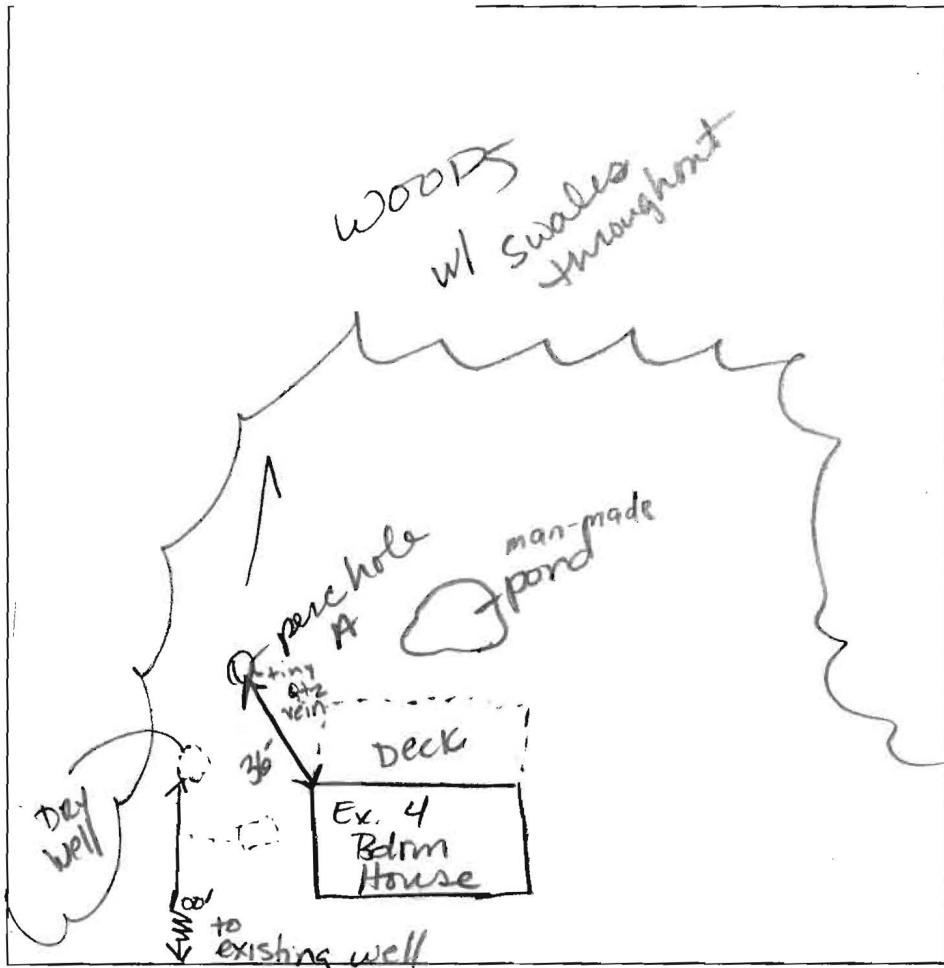 WOODS
w/ swales
throughout
man-made
pond
perc hole
A
tiny
qtz
vein
36'
Deck
DRY
Well
Ex. 4
Bdrm
House
to
existing well